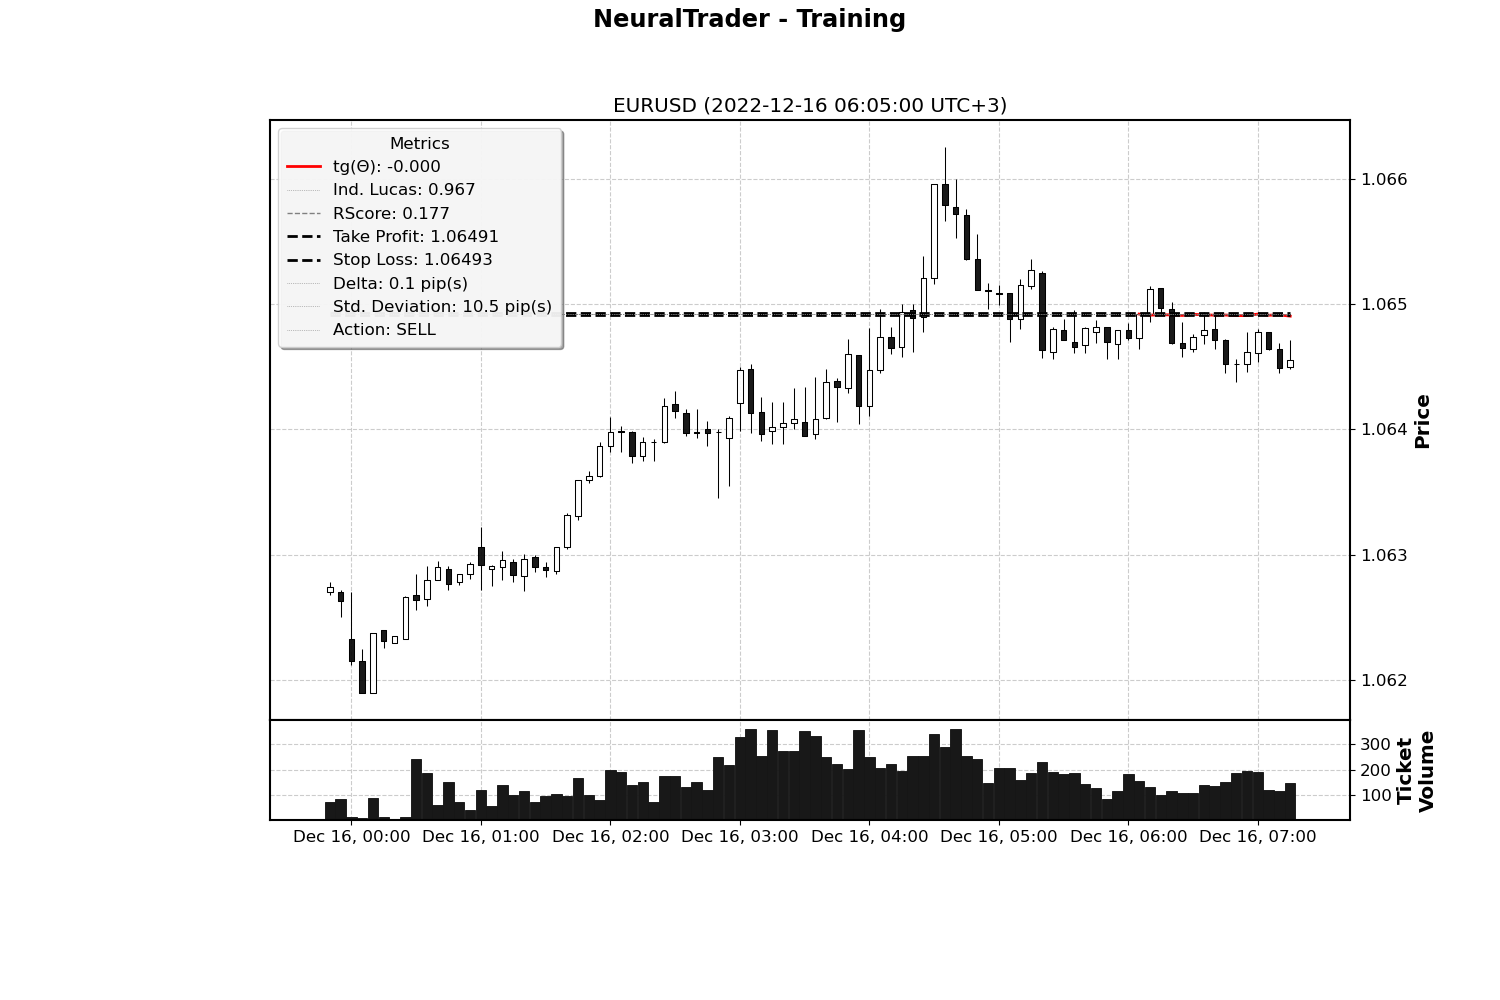 NeuralTrader - Training
EURUSD (2022-12-16 06:05:00 UTC+3)
Metrics
tg(Θ): -0.000
Ind. Lucas: 0.967
RScore: 0.177
Take Profit: 1.06491
Stop Loss: 1.06493
Delta: 0.1 pip(s)
Std. Deviation: 10.5 pip(s)
Action: SELL
1.066
1.065
1.064
1.063
1.062
Price
300
200
100
Ticket
Volume
Dec 16, 00:00 Dec 16, 01:00 Dec 16, 02:00 Dec 16, 03:00 Dec 16, 04:00 Dec 16, 05:00 Dec 16, 06:00 Dec 16, 07:00